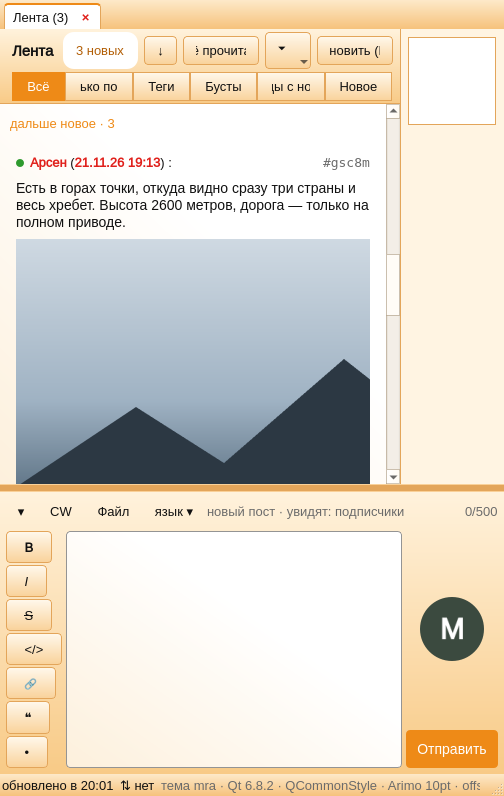 Лента (3) ×
Лента 3 новых ↓ прочита новить (
Всё ько по Теги Бусты ы с но Новое
дальше новое · 3
Арсен (21.11.26 19:13) : #gsc8m
Есть в горах точки, откуда видно сразу три страны и
весь хребет. Высота 2600 метров, дорога — только на
полном приводе.
▾ CW Файл язык ▾ новый пост · увидят: подписчики 0/500
B
I
S
</>
❝
•
М
Отправить
обновлено в 20:01 ⇅ нет тема mra · Qt 6.8.2 · QCommonStyle · Arimo 10pt · offs